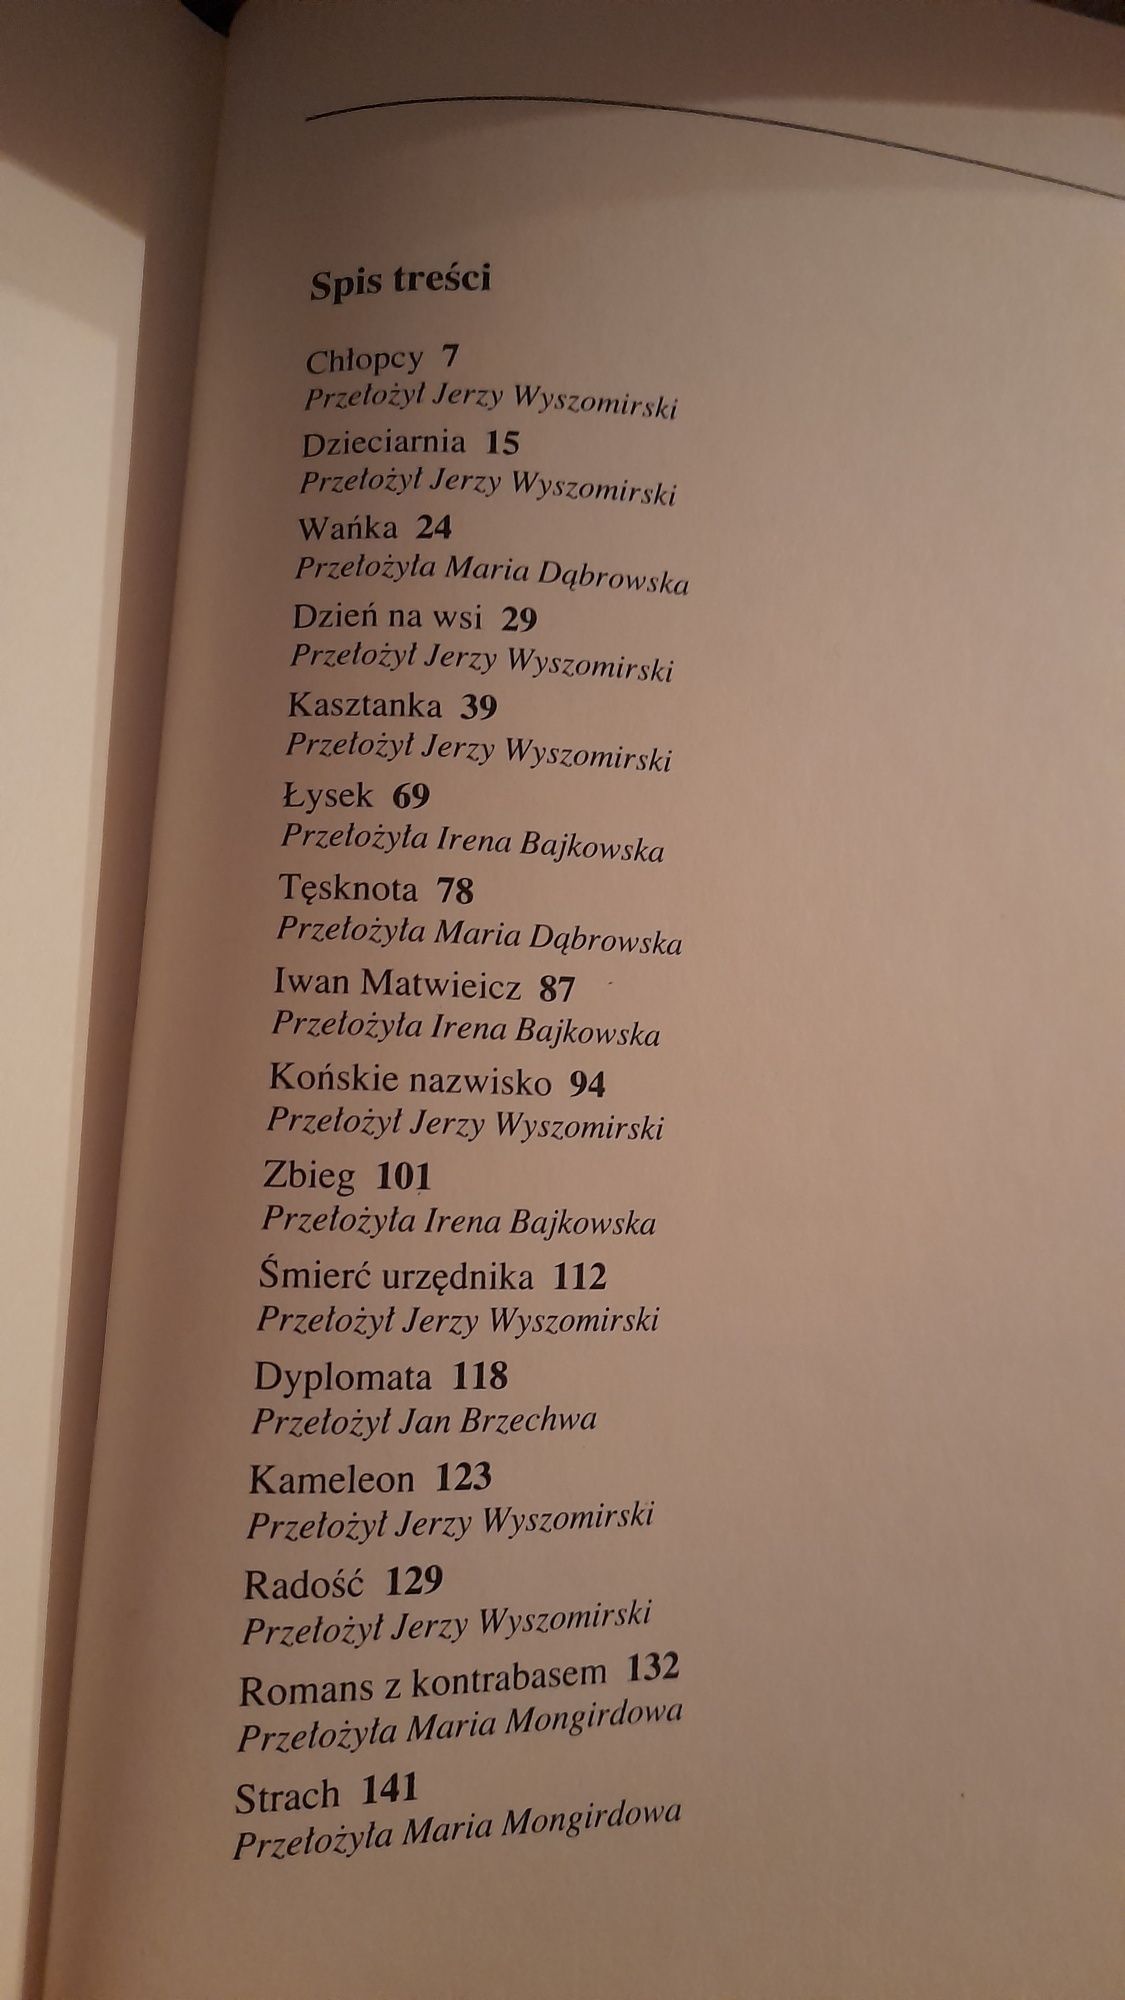 Spis treści
Chłopcy 7
Przełożył Jerzy Wyszomirski
Dzieciarnia 15
Przełożył Jerzy Wyszomirski
Wańka 24
Przełożyła Maria Dąbrowska
Dzień na wsi 29
Przełożył Jerzy Wyszomirski
Kasztanka 39
Przełożył Jerzy Wyszomirski
Łysek 69
Przełożyła Irena Bajkowska
Tęsknota 78
Przełożyła Maria Dąbrowska
Iwan Matwieicz 87
Przełożyła Irena Bajkowska
Końskie nazwisko 94
Przełożył Jerzy Wyszomirski
Zbieg 101
Przełożyła Irena Bajkowska
Śmierć urzędnika 112
Przełożył Jerzy Wyszomirski
Dyplomata 118
Przełożył Jan Brzechwa
Kameleon 123
Przełożył Jerzy Wyszomirski
Radość 129
Przełożył Jerzy Wyszomirski
Romans z kontrabasem 132
Przełożyła Maria Mongirdowa
Strach 141
Przełożyła Maria Mongirdowa